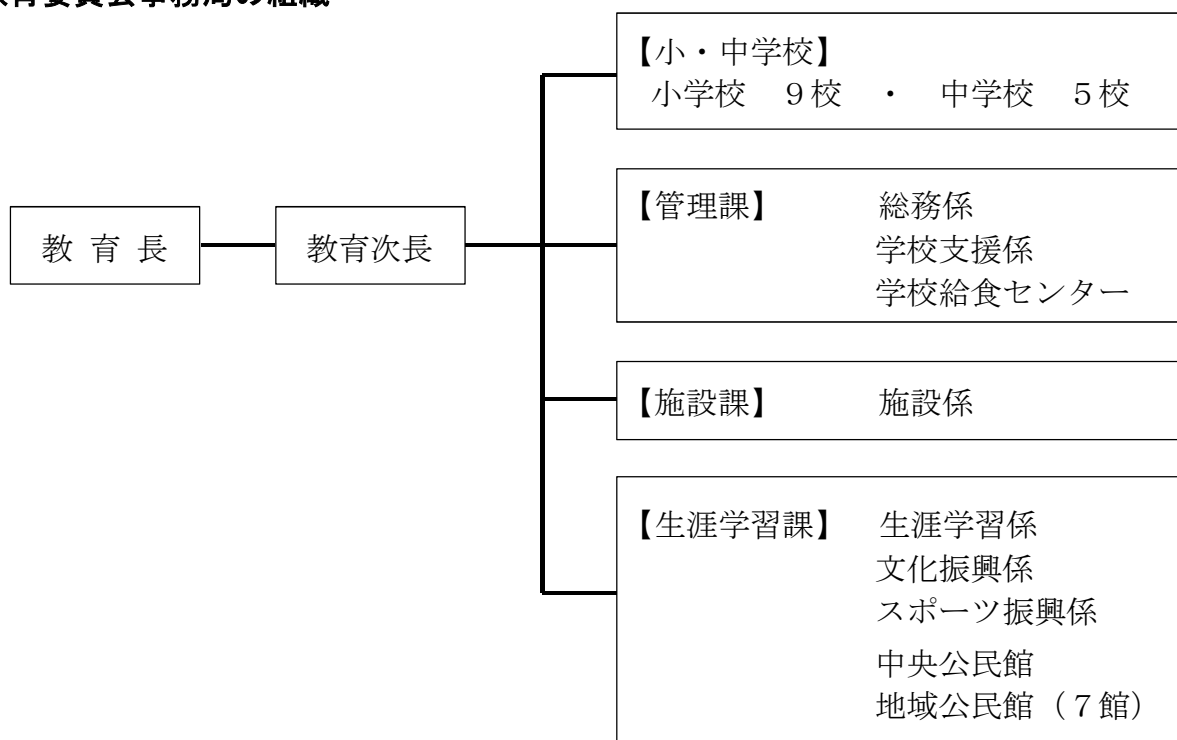 教育委員会事務局の組織
【小・中学校】
小学校 ９校 ・ 中学校 ５校
教 育 長
教育次長
【管理課】 総務係
学校支援係
学校給食センター
【施設課】 施設係
【生涯学習課】 生涯学習係
文化振興係
スポーツ振興係
中央公民館
地域公民館（７館）